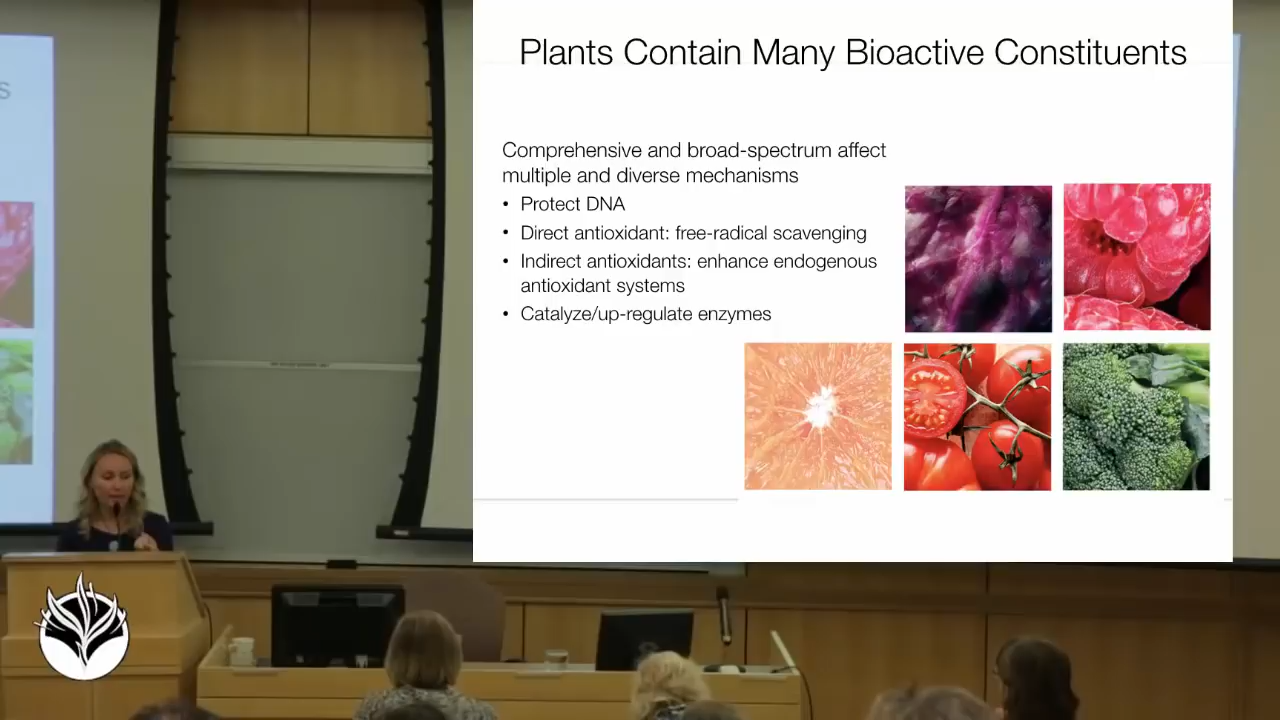 Plants Contain Many Bioactive Constituents
Comprehensive and broad-spectrum affect
multiple and diverse mechanisms
• Protect DNA
• Direct antioxidant: free-radical scavenging
• Indirect antioxidants: enhance endogenous
antioxidant systems
• Catalyze/up-regulate enzymes